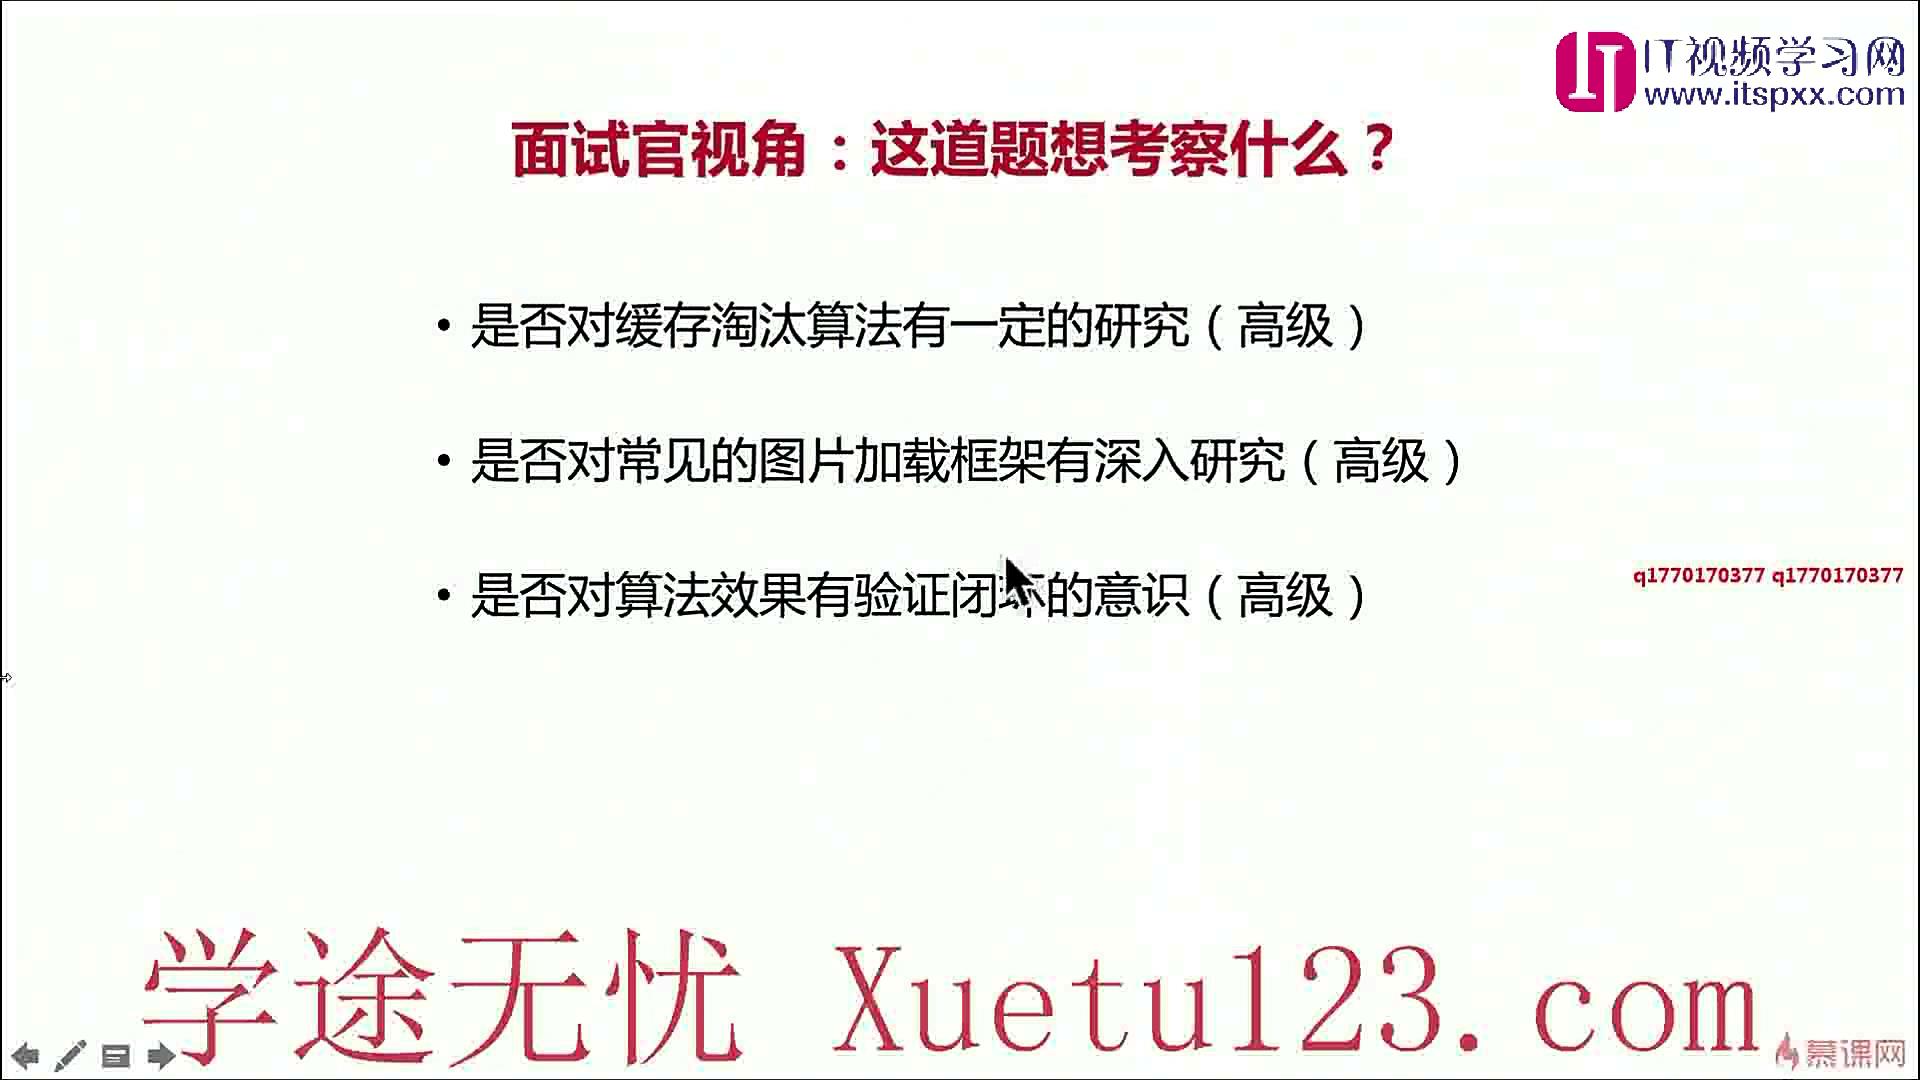 IT视频学习网
www.itspxx.com
面试官视角：这道题想考察什么？
• 是否对缓存淘汰算法有一定的研究（高级）
• 是否对常见的图片加载框架有深入研究（高级）
• 是否对算法效果有验证闭环的意识（高级）
q1770170377 q1770170377
学途无忧 Xuetu123.com
慕课网